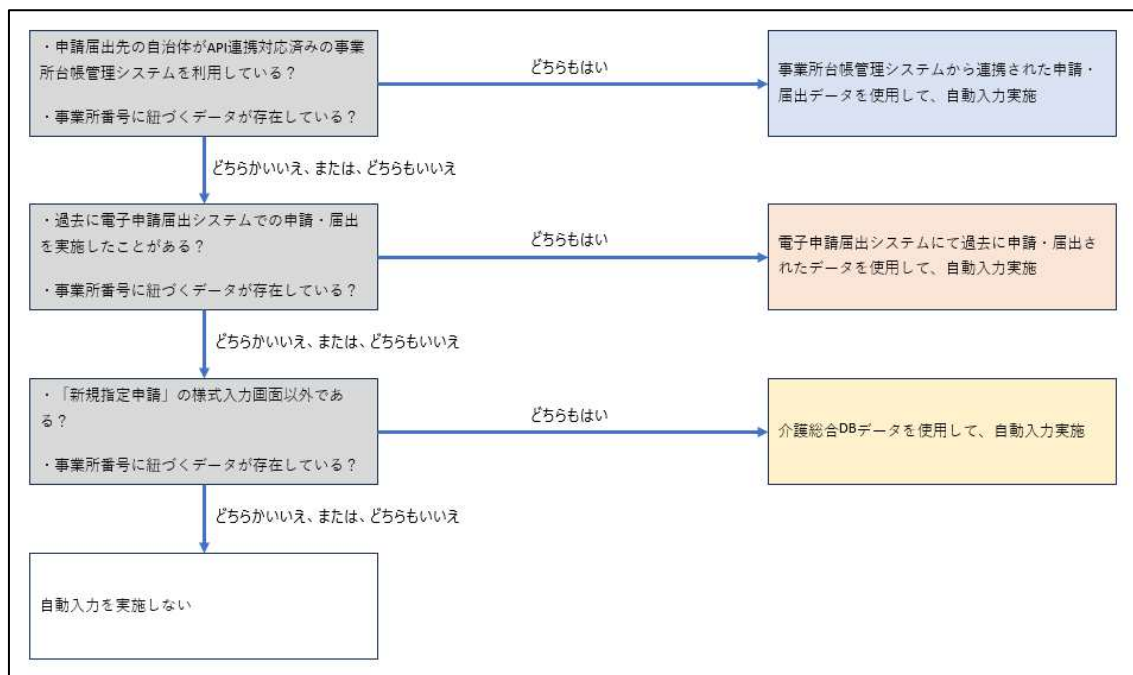 ・申請届出先の自治体がAPI連携対応済みの事業
所台帳管理システムを利用している？
・事業所番号に紐づくデータが存在している？
どちらもはい
事業所台帳管理システムから連携された申請・
届出データを使用して、自動入力実施
どちらかいいえ、または、どちらもいいえ
・過去に電子申請届出システムでの申請・届出
を実施したことがある？
・事業所番号に紐づくデータが存在している？
どちらもはい
電子申請届出システムにて過去に申請・届出さ
れたデータを使用して、自動入力実施
どちらかいいえ、または、どちらもいいえ
・「新規指定申請」の様式入力画面以外であ
る？
・事業所番号に紐づくデータが存在している？
どちらもはい
介護総合DBデータを使用して、自動入力実施
どちらかいいえ、または、どちらもいいえ
自動入力を実施しない